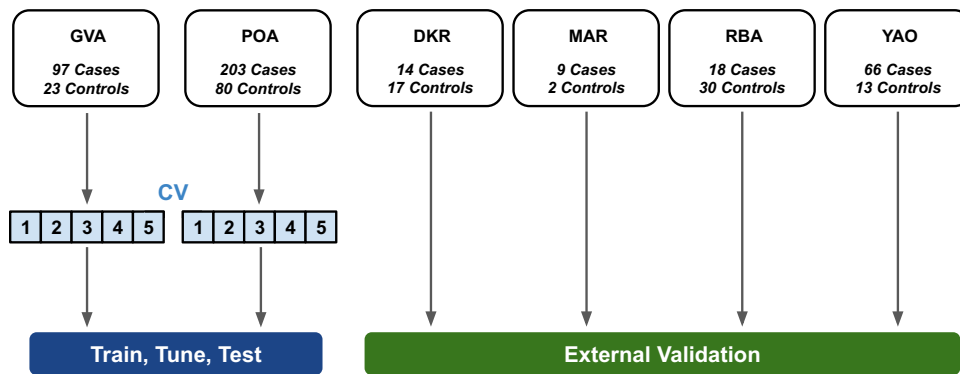 GVA
97 Cases
23 Controls
POA
203 Cases
80 Controls
DKR
14 Cases
17 Controls
MAR
9 Cases
2 Controls
RBA
18 Cases
30 Controls
YAO
66 Cases
13 Controls
CV
1 2 3 4 5
1 2 3 4 5
Train, Tune, Test
External Validation